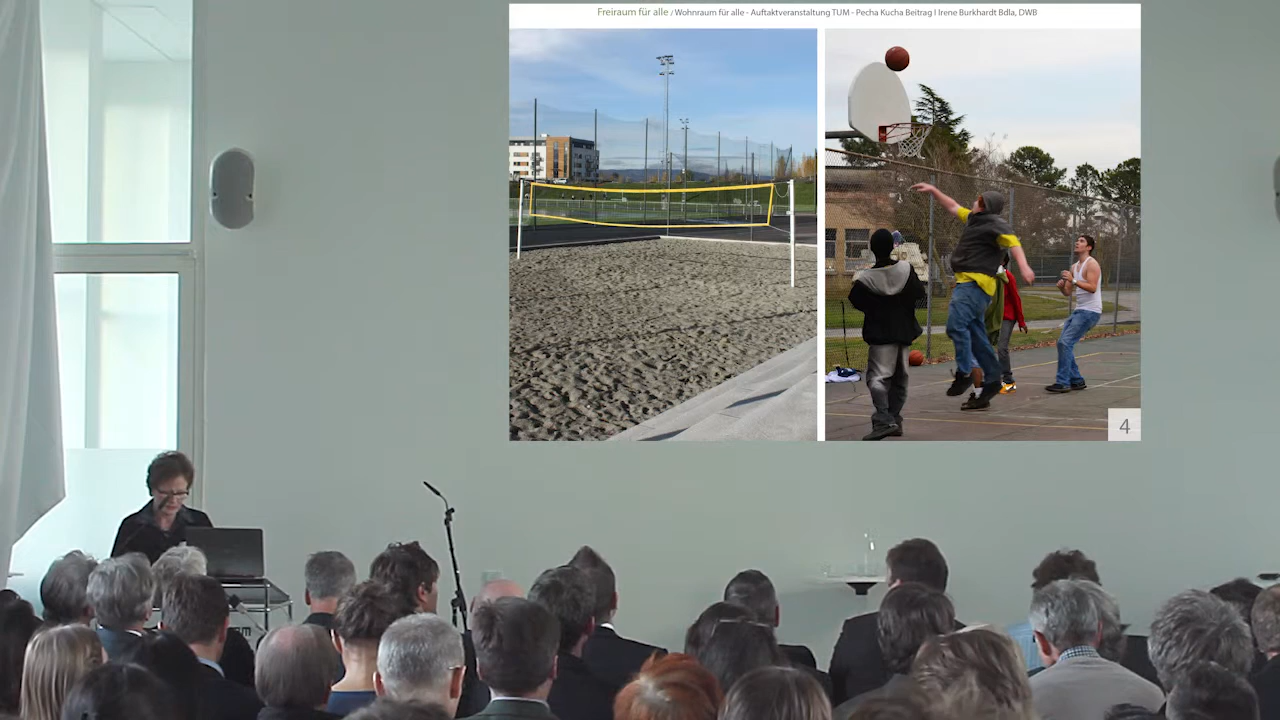 Freiraum für alle / Wohnraum für alle - Auftaktveranstaltung TUM - Pecha Kucha Beitrag I Irene Burkhardt Bdla, DWB
4